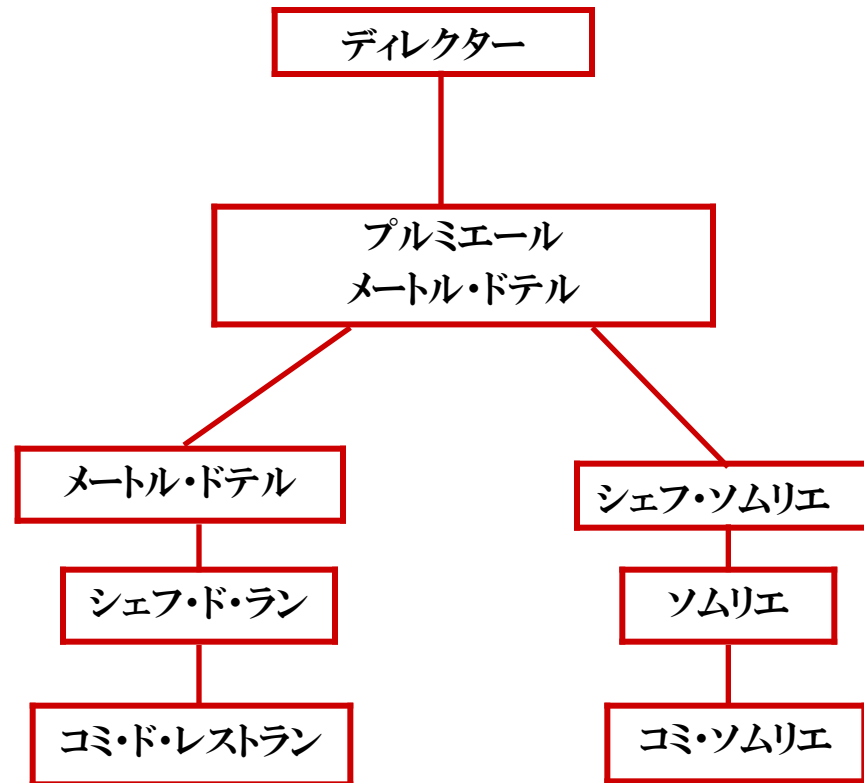 ディレクター
プルミエール
メートル・ドテル
メートル・ドテル
シェフ・ソムリエ
シェフ・ド・ラン
ソムリエ
コミ・ド・レストラン
コミ・ソムリエ